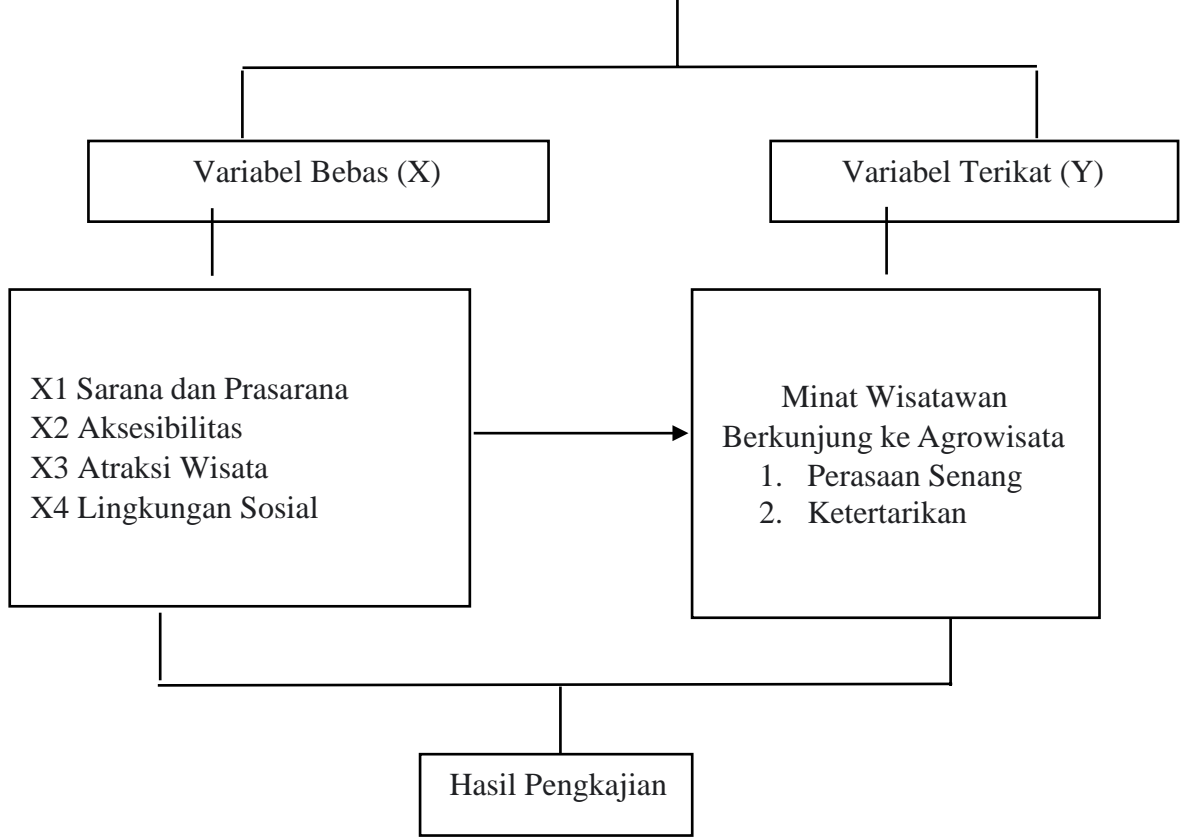 Variabel Bebas (X)
Variabel Terikat (Y)
X1 Sarana dan Prasarana
X2 Aksesibilitas
X3 Atraksi Wisata
X4 Lingkungan Sosial
Minat Wisatawan
Berkunjung ke Agrowisata
1. Perasaan Senang
2. Ketertarikan
Hasil Pengkajian